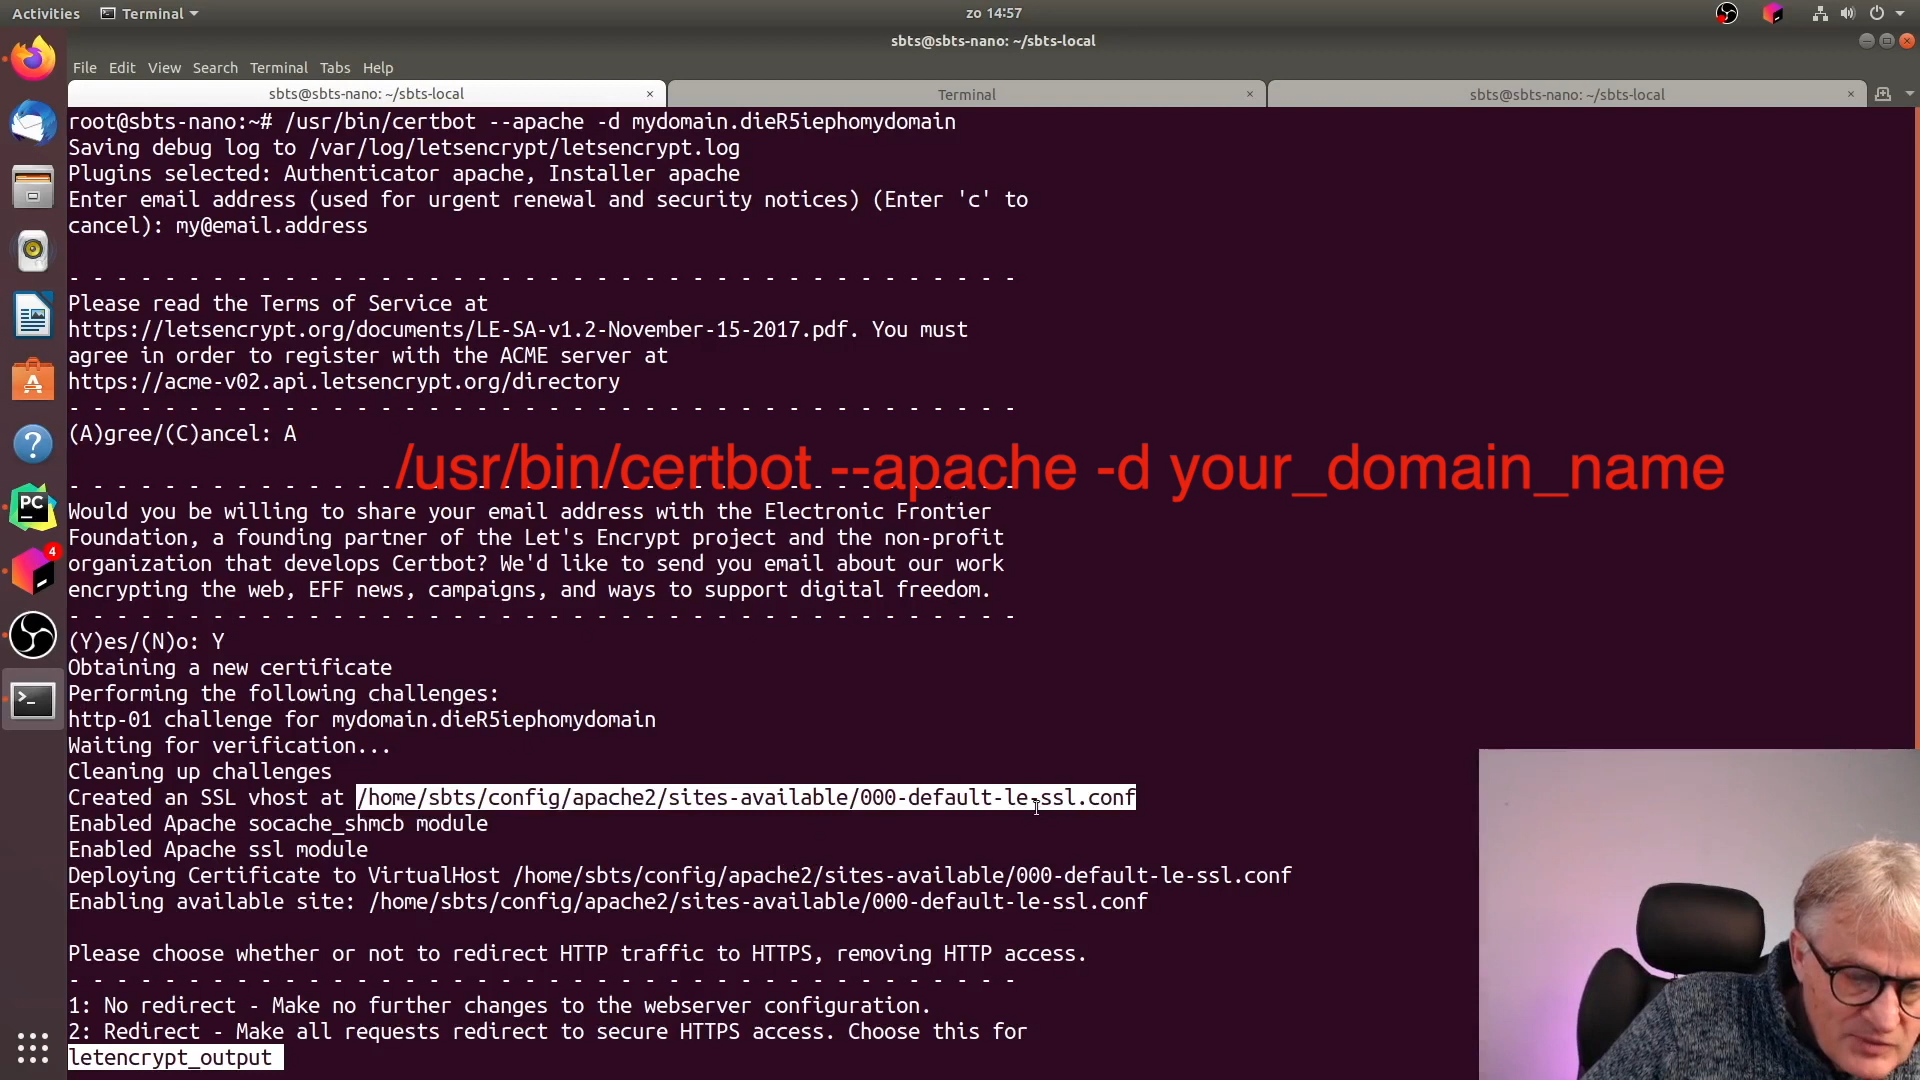 Activities Terminal zo 14:57
sbts@sbts-nano: ~/sbts-local
File Edit View Search Terminal Tabs Help
sbts@sbts-nano: ~/sbts-local × Terminal × sbts@sbts-nano: ~/sbts-local ×
root@sbts-nano:~# /usr/bin/certbot --apache -d mydomain.dieR5iephomydomain
Saving debug log to /var/log/letsencrypt/letsencrypt.log
Plugins selected: Authenticator apache, Installer apache
Enter email address (used for urgent renewal and security notices) (Enter 'c' to
cancel): my@email.address
- - - - - - - - - - - - - - - - - - - - - - - - - - - - - - - - - - - - - - - -
Please read the Terms of Service at
https://letsencrypt.org/documents/LE-SA-v1.2-November-15-2017.pdf. You must
agree in order to register with the ACME server at
https://acme-v02.api.letsencrypt.org/directory
- - - - - - - - - - - - - - - - - - - - - - - - - - - - - - - - - - - - - - - -
(A)gree/(C)ancel: A
/usr/bin/certbot --apache -d your_domain_name
- - - - - - - - - - - - - - - - - - - - - - - - - - - - - - - - - - - - - - - -
Would you be willing to share your email address with the Electronic Frontier
Foundation, a founding partner of the Let's Encrypt project and the non-profit
organization that develops Certbot? We'd like to send you email about our work
encrypting the web, EFF news, campaigns, and ways to support digital freedom.
- - - - - - - - - - - - - - - - - - - - - - - - - - - - - - - - - - - - - - - -
(Y)es/(N)o: Y
Obtaining a new certificate
Performing the following challenges:
http-01 challenge for mydomain.dieR5iephomydomain
Waiting for verification...
Cleaning up challenges
Created an SSL vhost at /home/sbts/config/apache2/sites-available/000-default-le-ssl.conf
Enabled Apache socache_shmcb module
Enabled Apache ssl module
Deploying Certificate to VirtualHost /home/sbts/config/apache2/sites-available/000-default-le-ssl.conf
Enabling available site: /home/sbts/config/apache2/sites-available/000-default-le-ssl.conf
Please choose whether or not to redirect HTTP traffic to HTTPS, removing HTTP access.
- - - - - - - - - - - - - - - - - - - - - - - - - - - - - - - - - - - - - - - -
1: No redirect - Make no further changes to the webserver configuration.
2: Redirect - Make all requests redirect to secure HTTPS access. Choose this for
letencrypt_output
PC
4